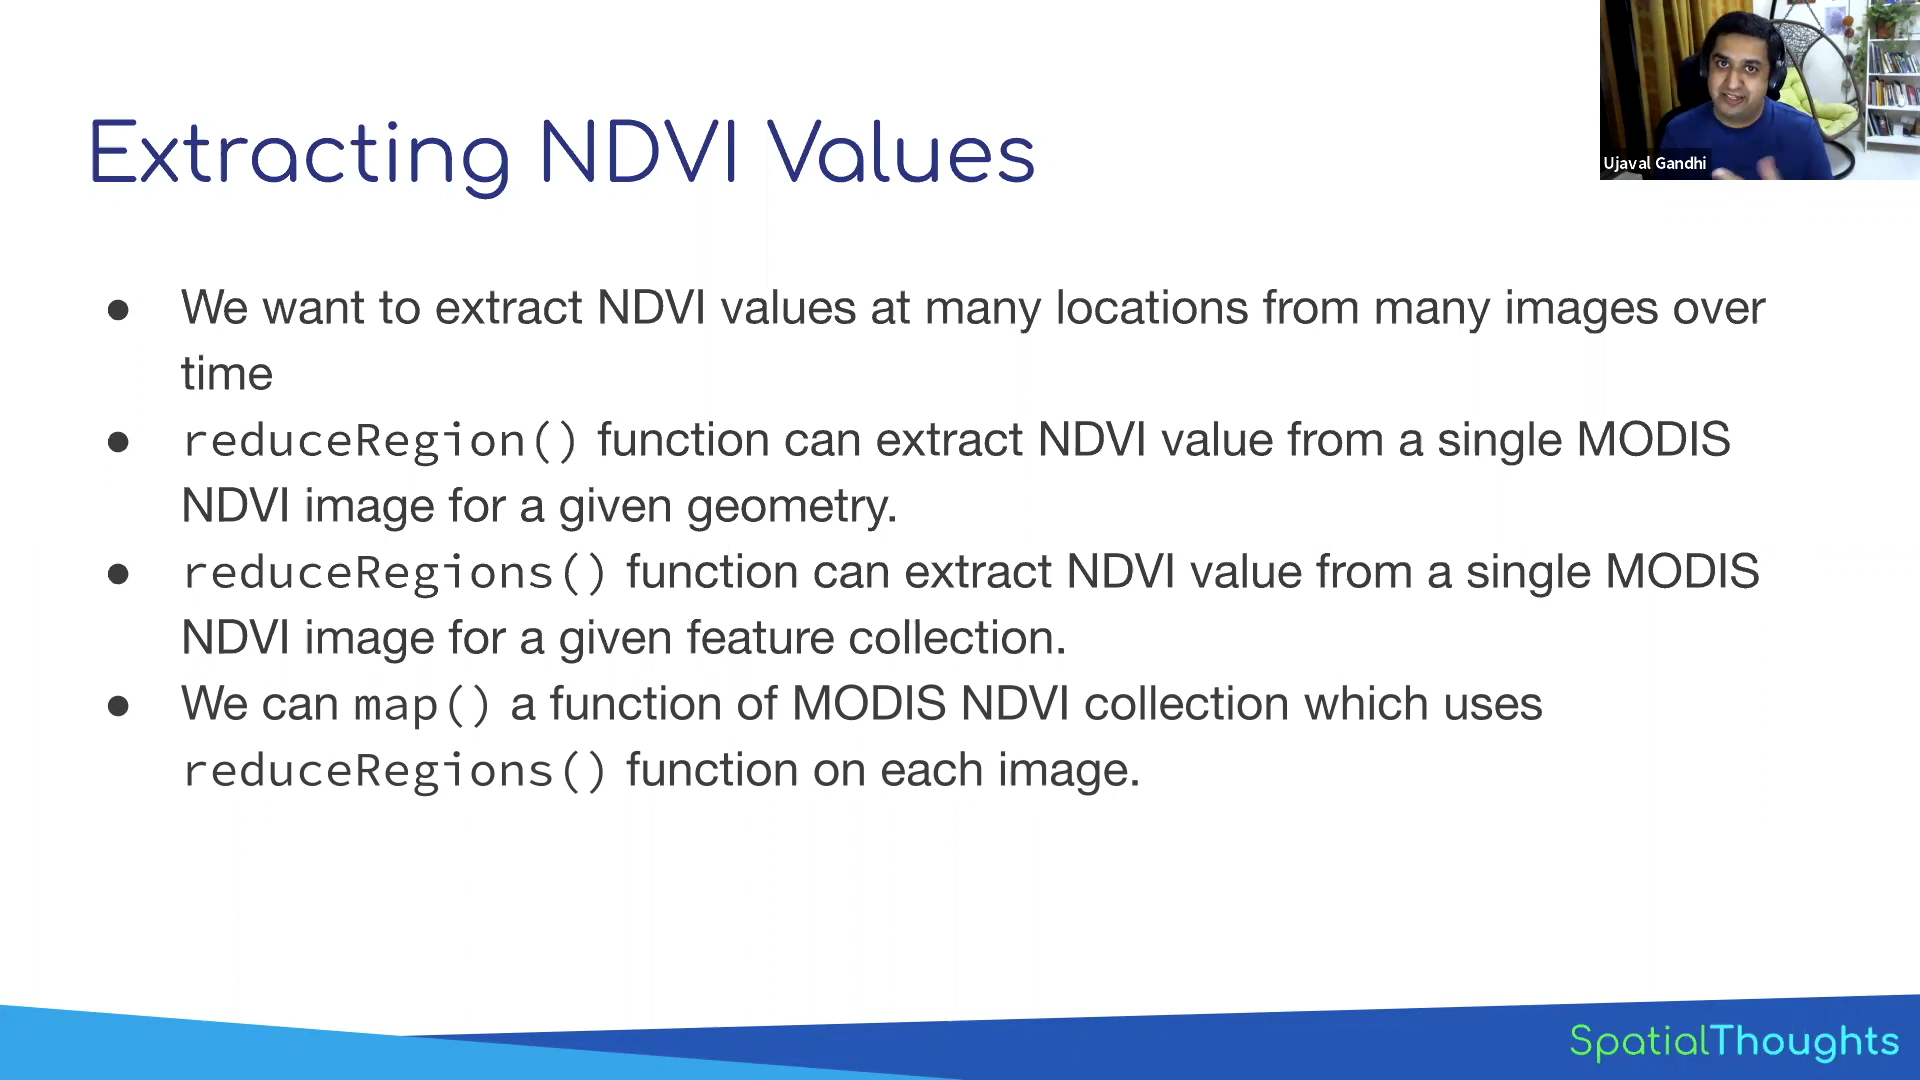 Extracting NDVI Values
Ujaval Gandhi
● We want to extract NDVI values at many locations from many images over
time
● reduceRegion() function can extract NDVI value from a single MODIS
NDVI image for a given geometry.
● reduceRegions() function can extract NDVI value from a single MODIS
NDVI image for a given feature collection.
● We can map() a function of MODIS NDVI collection which uses
reduceRegions() function on each image.
SpatialThoughts